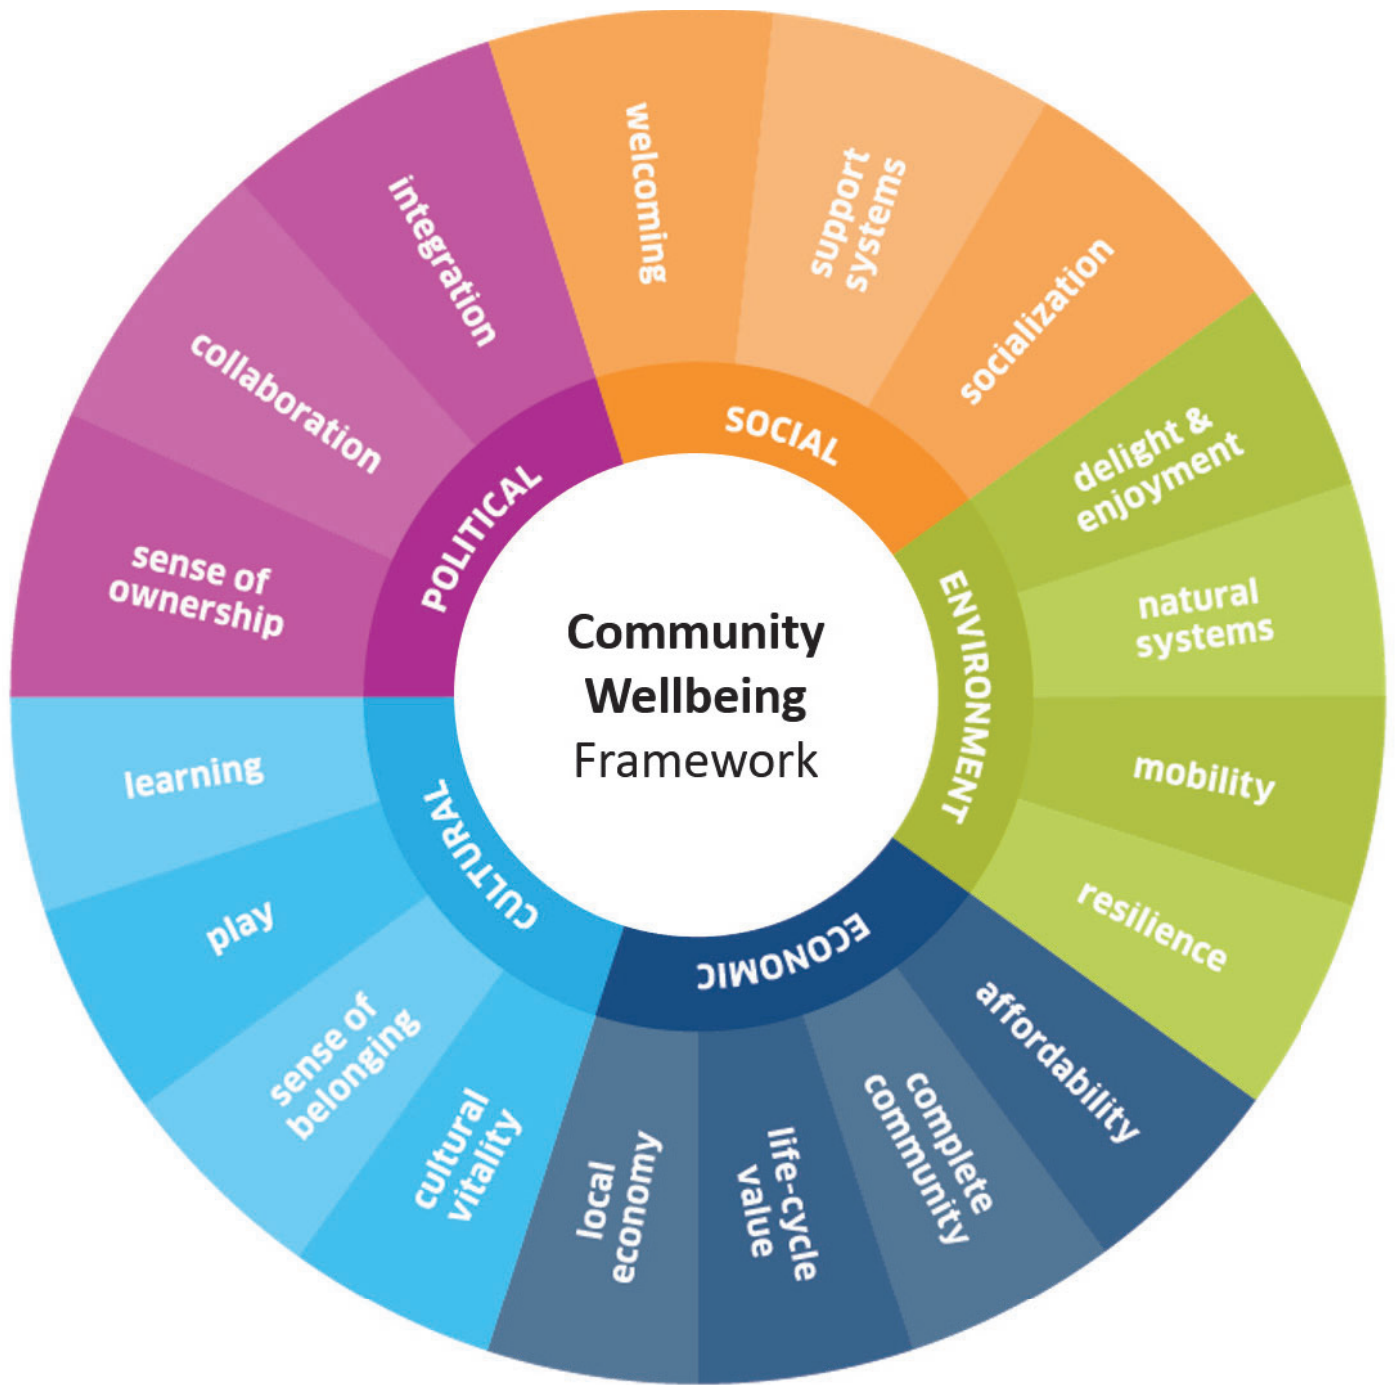 Community
Wellbeing
Framework
SOCIAL
welcoming
support
systems
socialization
ENVIRONMENT
delight &
enjoyment
natural
systems
mobility
resilience
ECONOMIC
affordability
complete
community
life-cycle
value
local
economy
CULTURAL
cultural
vitality
sense of
belonging
play
learning
POLITICAL
sense of
ownership
collaboration
integration